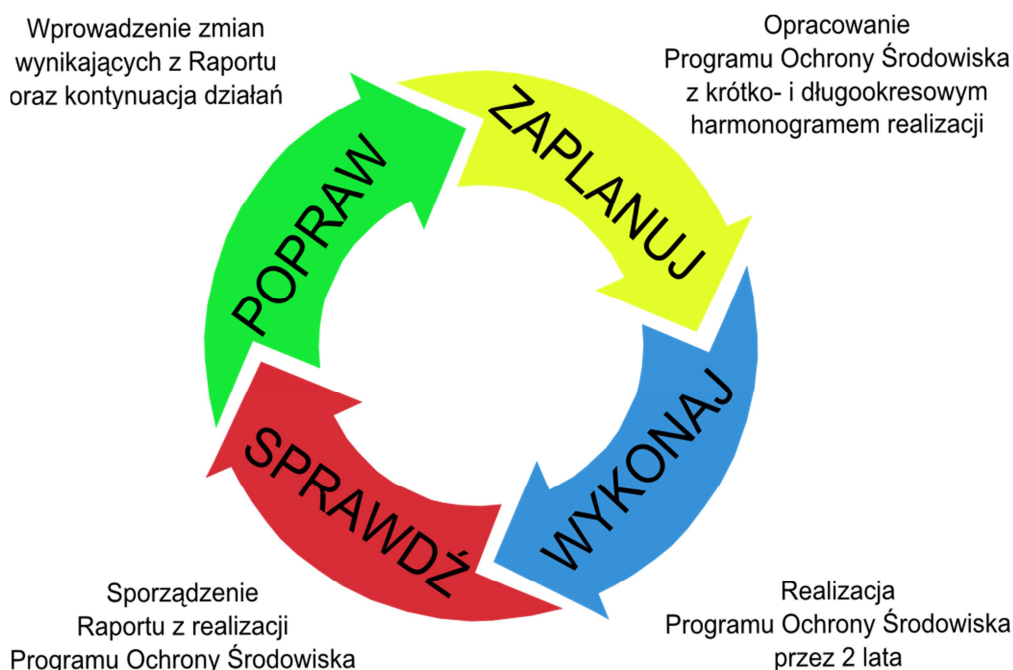 Wprowadzenie zmian
wynikających z Raportu
oraz kontynuacja działań
Opracowanie
Programu Ochrony Środowiska
z krótko- i długookresowym
harmonogramem realizacji
ZAPLANUJ
WYKONAJ
SPRAWDŹ
POPRAW
Sporządzenie
Raportu z realizacji
Programu Ochrony Środowiska
Realizacja
Programu Ochrony Środowiska
przez 2 lata